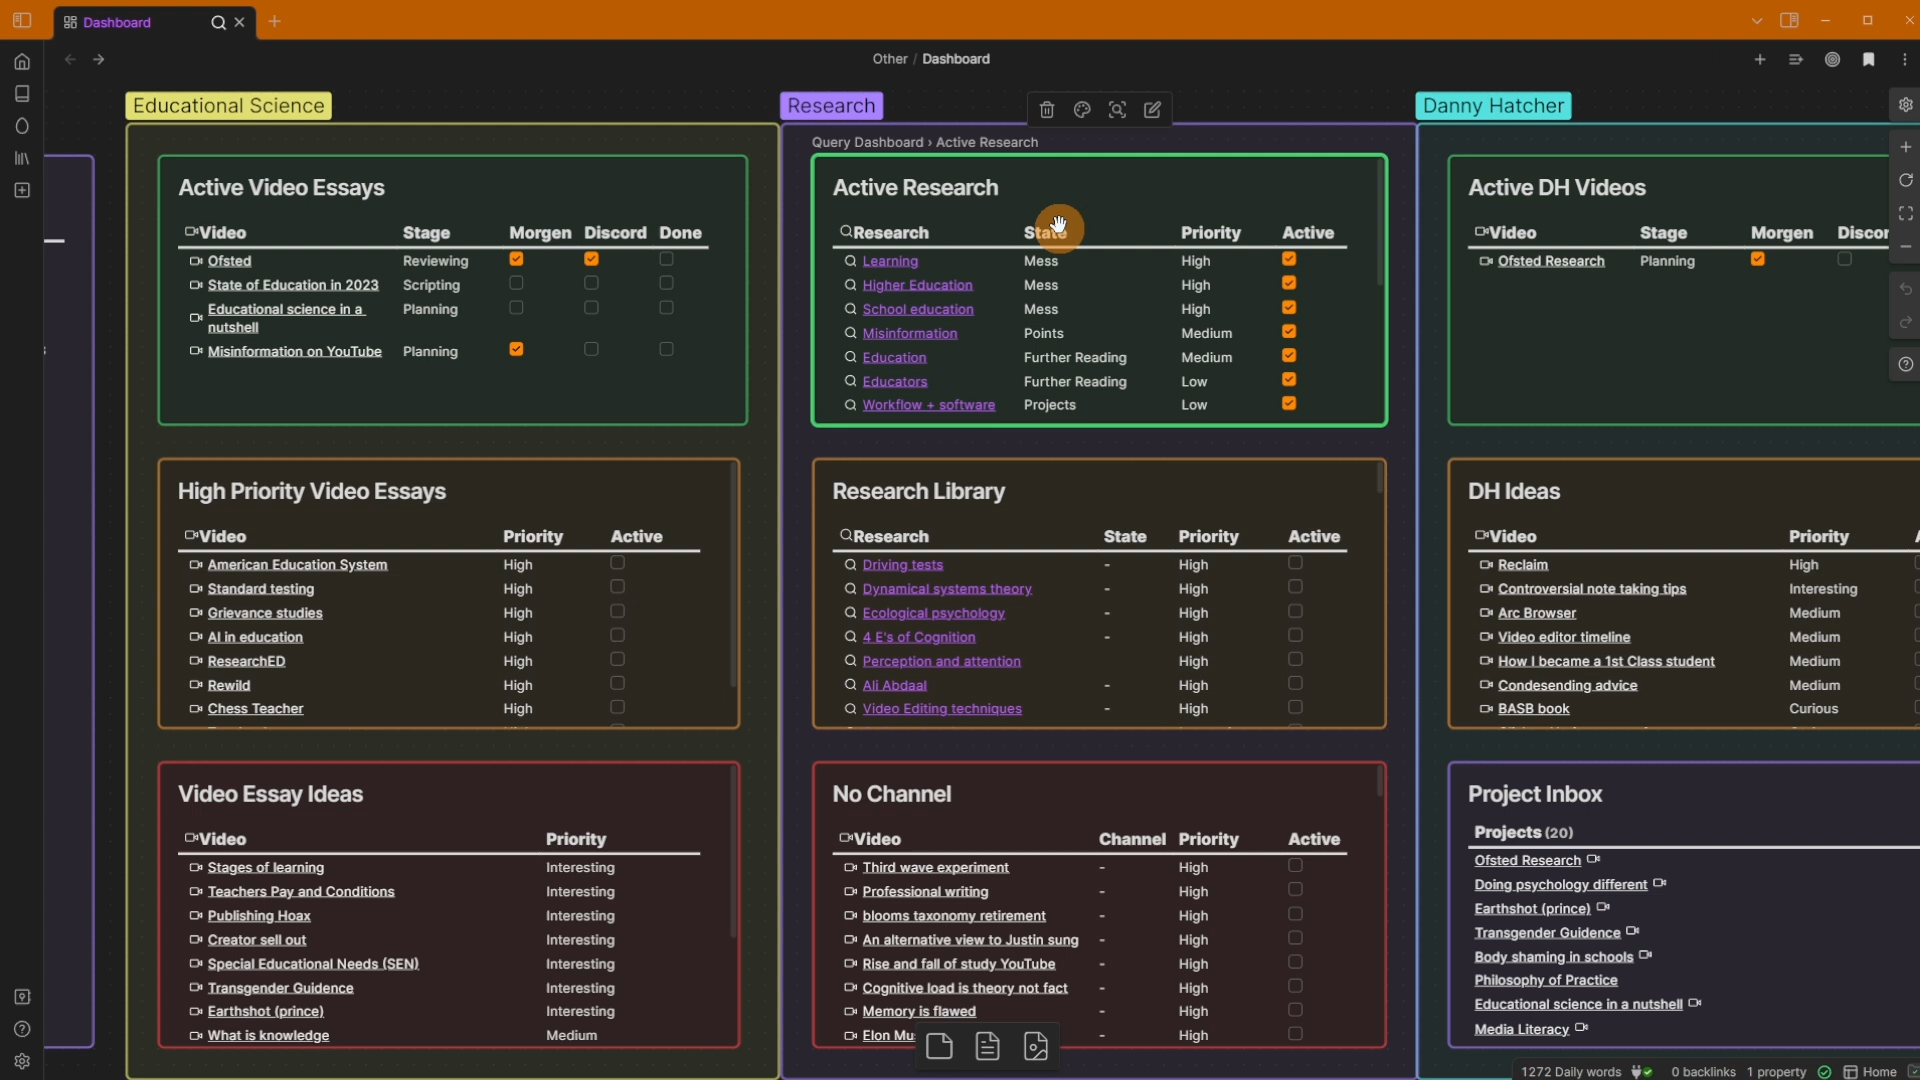 Dashboard
Other / Dashboard
Educational Science
Active Video Essays
Video Stage Morgen Discord Done
Ofsted Reviewing
State of Education in 2023 Scripting
Educational science in a Planning
nutshell
Misinformation on YouTube Planning
High Priority Video Essays
Video Priority Active
American Education System High
Standard testing High
Grievance studies High
AI in education High
ResearchED High
Rewild High
Chess Teacher High
Video Essay Ideas
Video Priority
Stages of learning Interesting
Teachers Pay and Conditions Interesting
Publishing Hoax Interesting
Creator sell out Interesting
Special Educational Needs (SEN) Interesting
Transgender Guidance Interesting
Earthshot (prince) Interesting
What is knowledge Medium
Research
Query Dashboard › Active Research
Active Research
Research State Priority Active
Learning Mess High
Higher Education Mess High
School education Mess High
Misinformation Points Medium
Education Further Reading Medium
Educators Further Reading Low
Workflow + software Projects Low
Research Library
Research State Priority Active
Driving tests - High
Dynamical systems theory - High
Ecological psychology - High
4 E's of Cognition - High
Perception and attention High
Ali Abdaal - High
Video Editing techniques - High
No Channel
Video Channel Priority Active
Third wave experiment - High
Professional writing - High
blooms taxonomy retirement - High
An alternative view to Justin sung - High
Rise and fall of study YouTube - High
Cognitive load is theory not fact - High
Memory is flawed - High
Elon Mu - High
Danny Hatcher
Active DH Videos
Video Stage Morgen Discor
Ofsted Research Planning
DH Ideas
Video Priority
Reclaim High
Controversial note taking tips Interesting
Arc Browser Medium
Video editor timeline Medium
How I became a 1st Class student Medium
Condesending advice Medium
BASB book Curious
Project Inbox
Projects (20)
Ofsted Research
Doing psychology different
Earthshot (prince)
Transgender Guidance
Body shaming in schools
Philosophy of Practice
Educational science in a nutshell
Media Literacy
1272 Daily words 0 backlinks 1 property Home